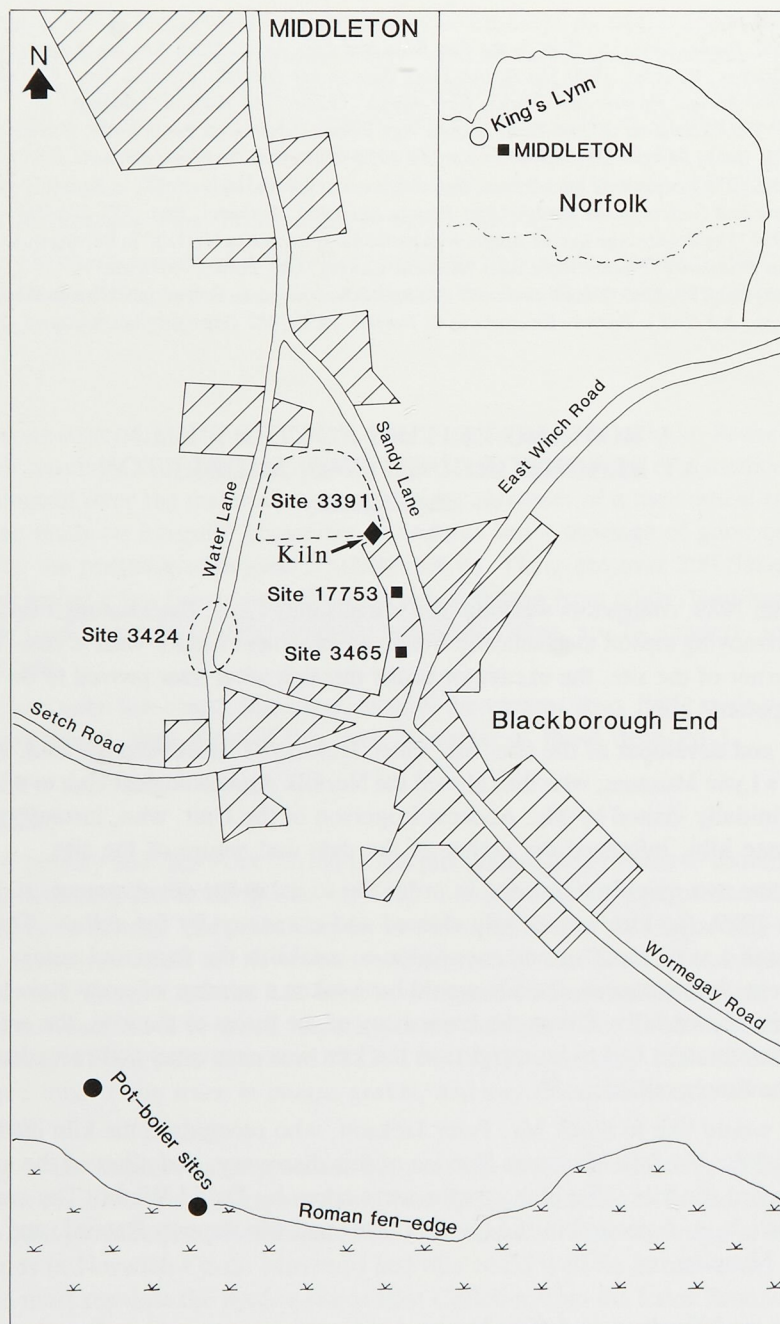 MIDDLETON
N
King's Lynn
MIDDLETON
Norfolk
East Winch Road
Sandy Lane
Water Lane
Site 3391
Kiln
Site 17753
Site 3424
Site 3465
Setch Road
Blackborough End
Wormegay Road
Pot-boiler sites
Roman fen-edge